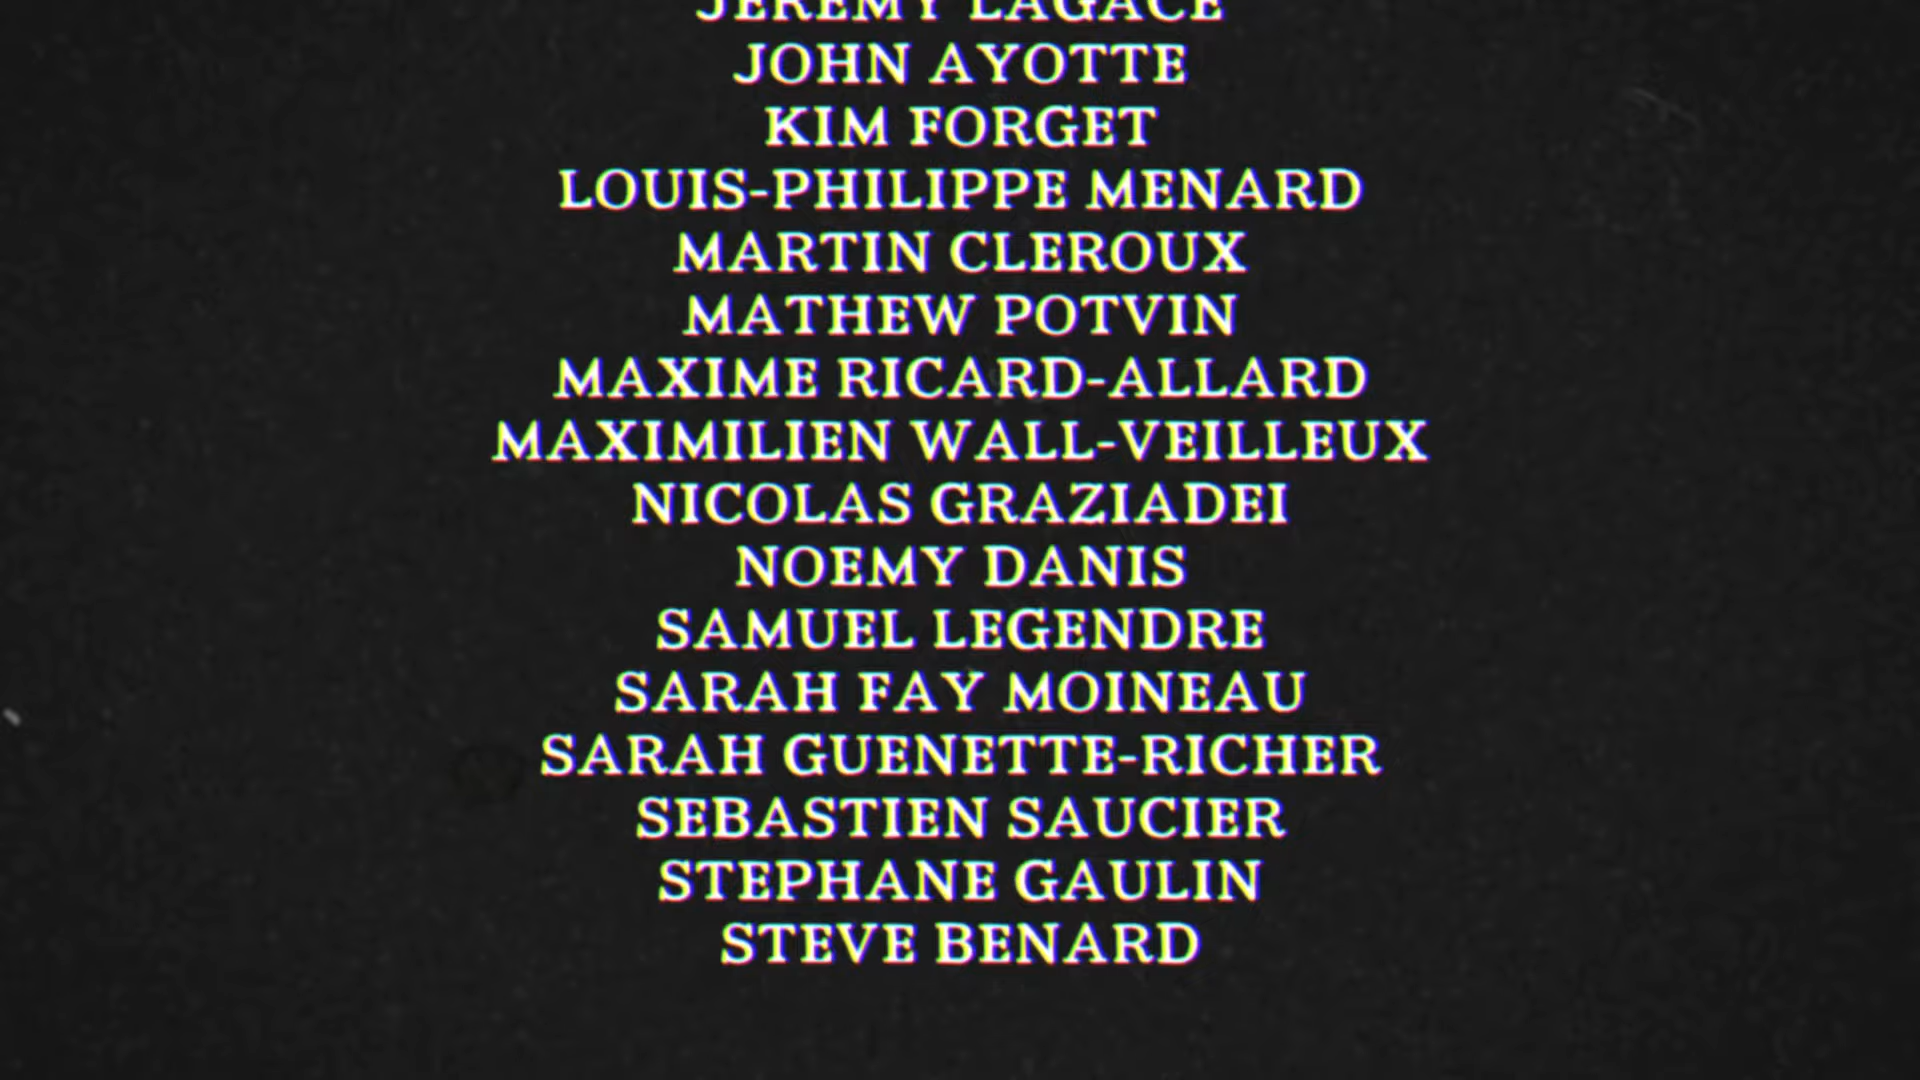 JEREMY LAGACE
JOHN AYOTTE
KIM FORGET
LOUIS-PHILIPPE MENARD
MARTIN CLEROUX
MATHEW POTVIN
MAXIME RICARD-ALLARD
MAXIMILIEN WALL-VEILLEUX
NICOLAS GRAZIADEI
NOEMY DANIS
SAMUEL LEGENDRE
SARAH FAY MOINEAU
SARAH GUENETTE-RICHER
SEBASTIEN SAUCIER
STEPHANE GAULIN
STEVE BENARD